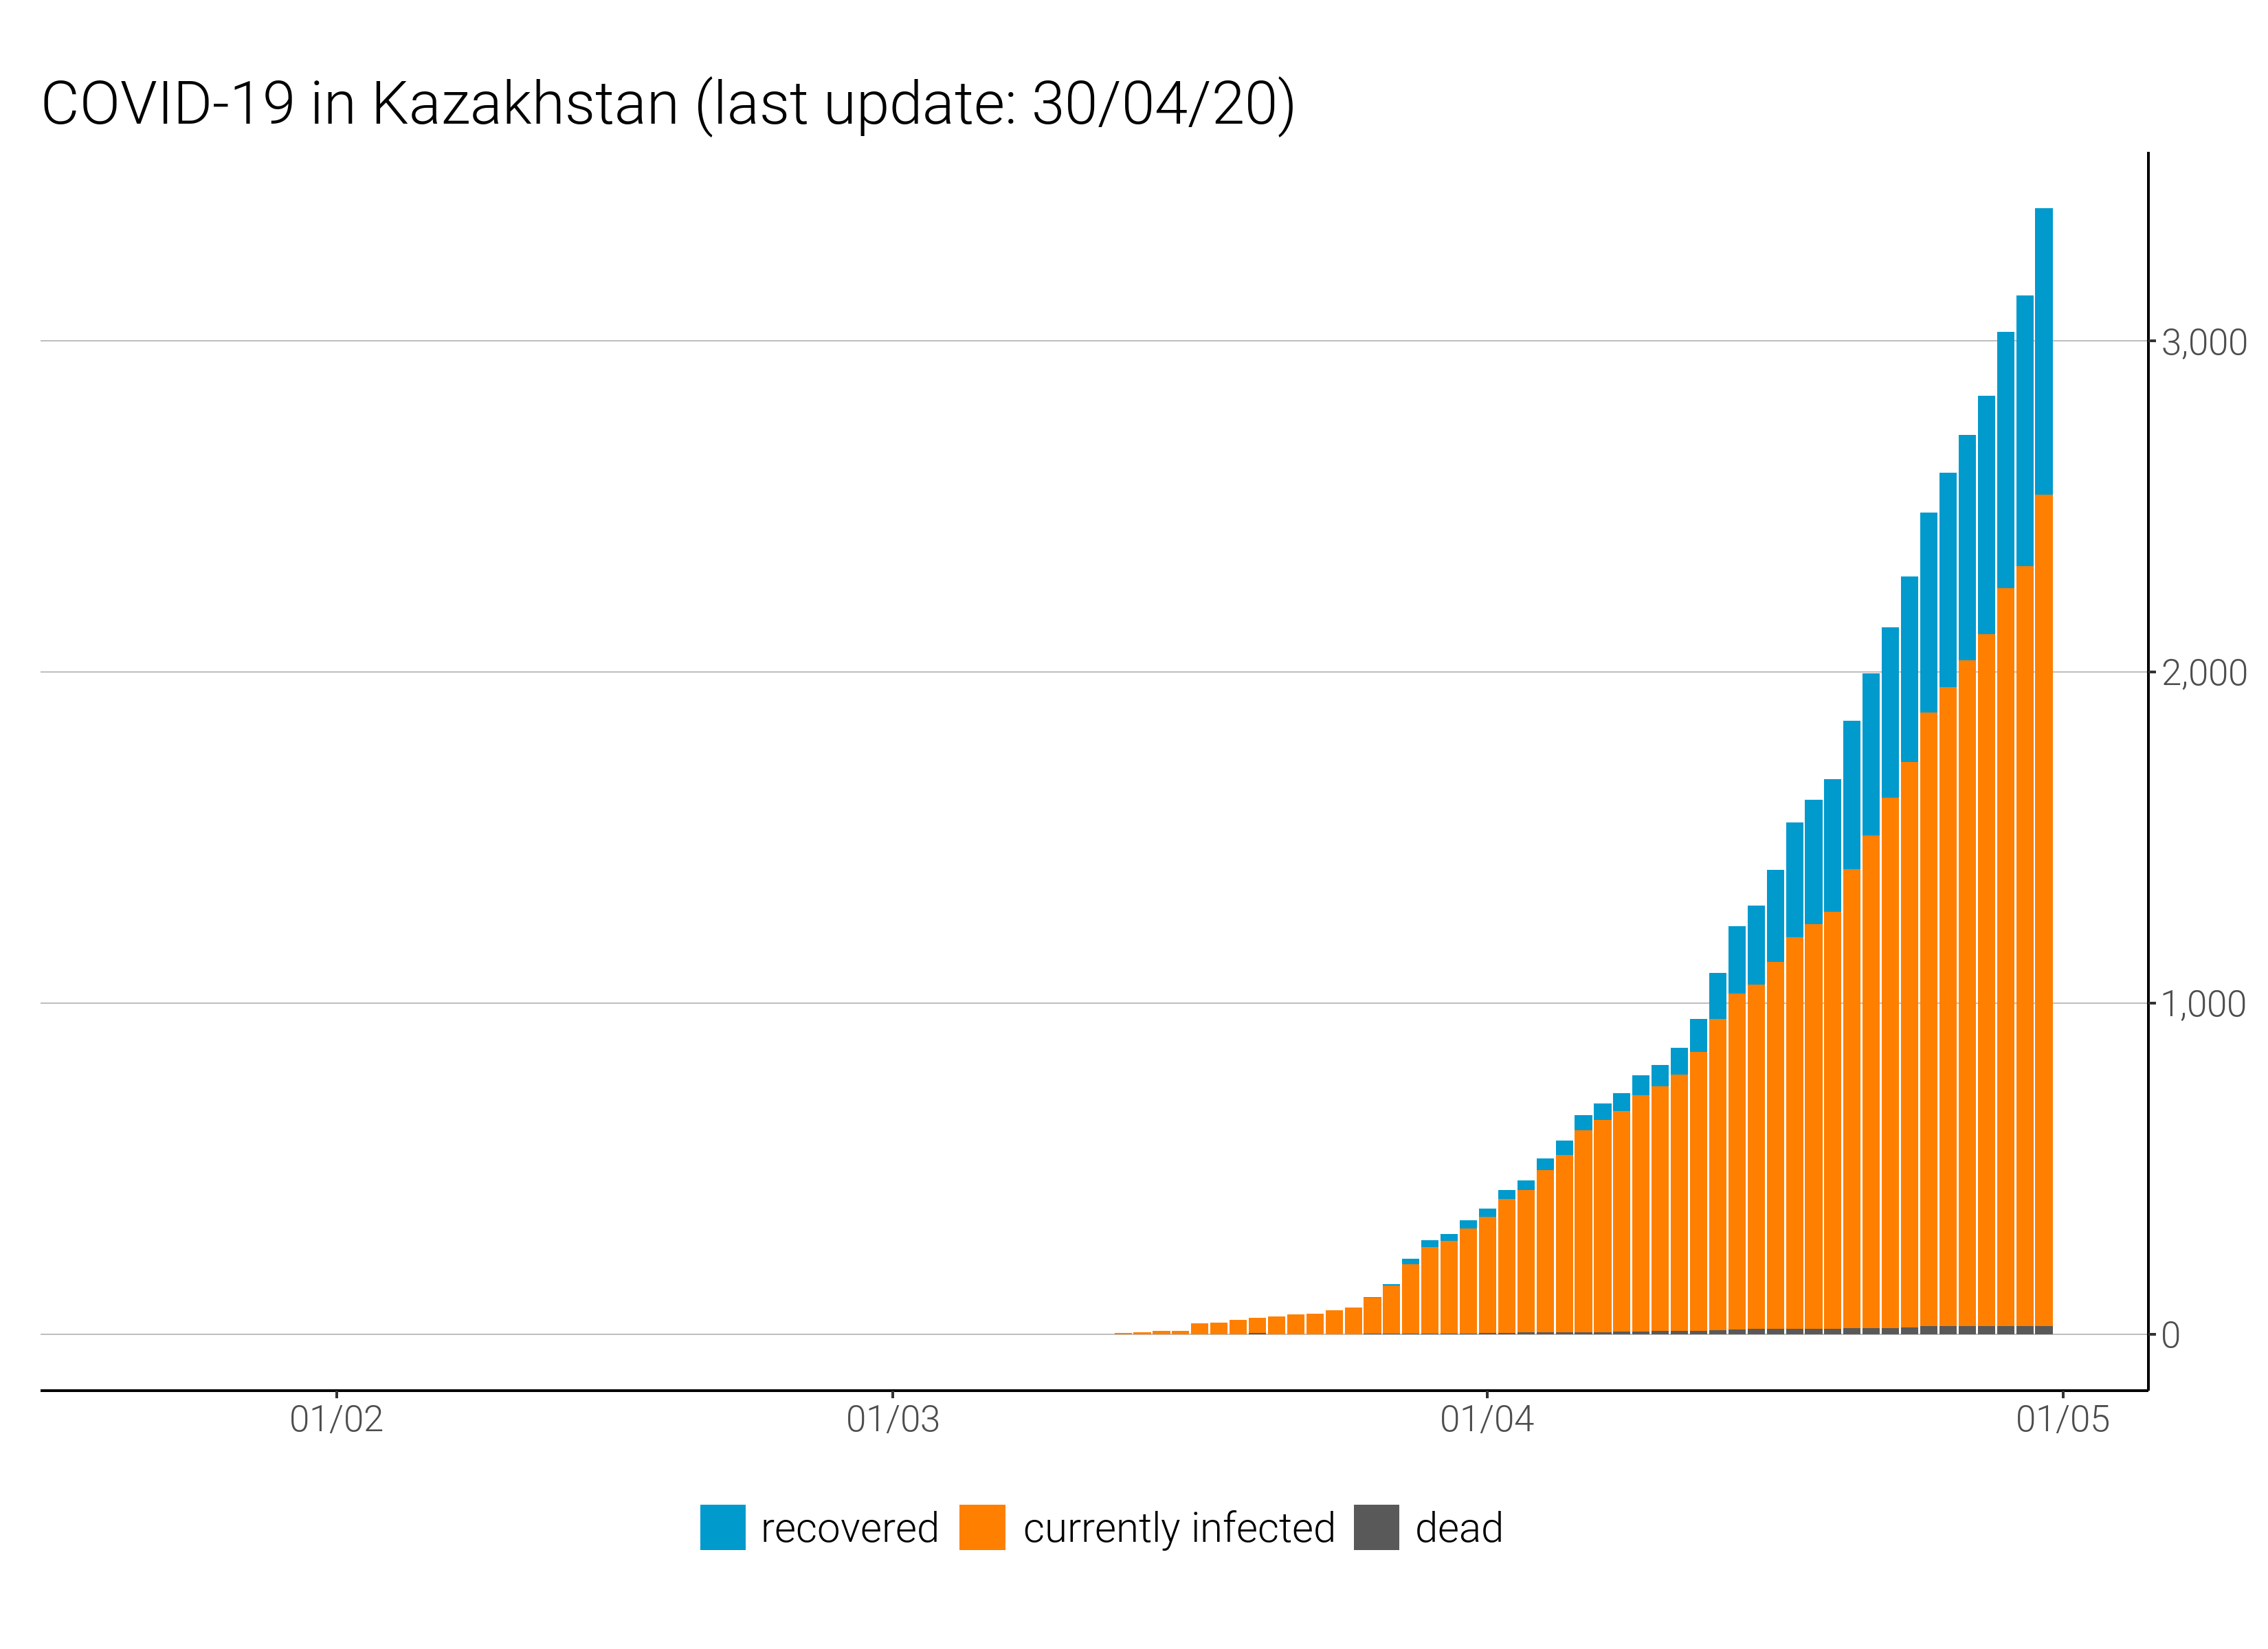 COVID-19 in Kazakhstan (last update: 30/04/20)
3,000
2,000
1,000
0
01/02 01/03 01/04 01/05
recovered currently infected dead